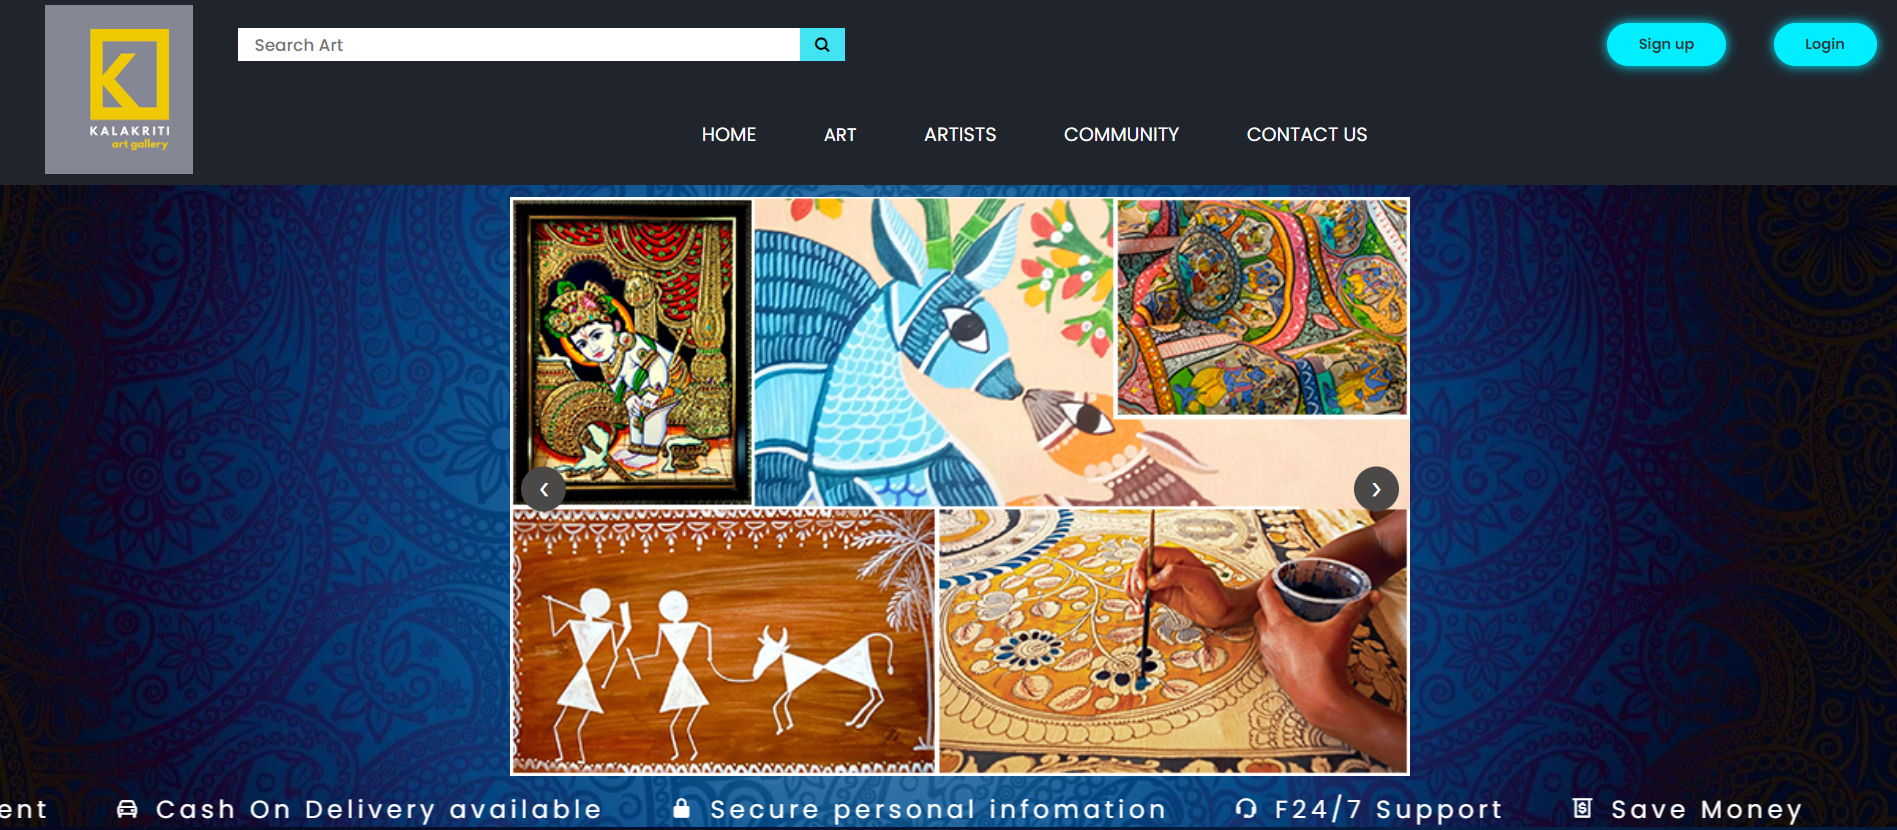 KALAKRITI
art gallery
Search Art
Sign up
Login
HOME
ART
ARTISTS
COMMUNITY
CONTACT US
ent
Cash On Delivery available
Secure personal infomation
F24/7 Support
Save Money